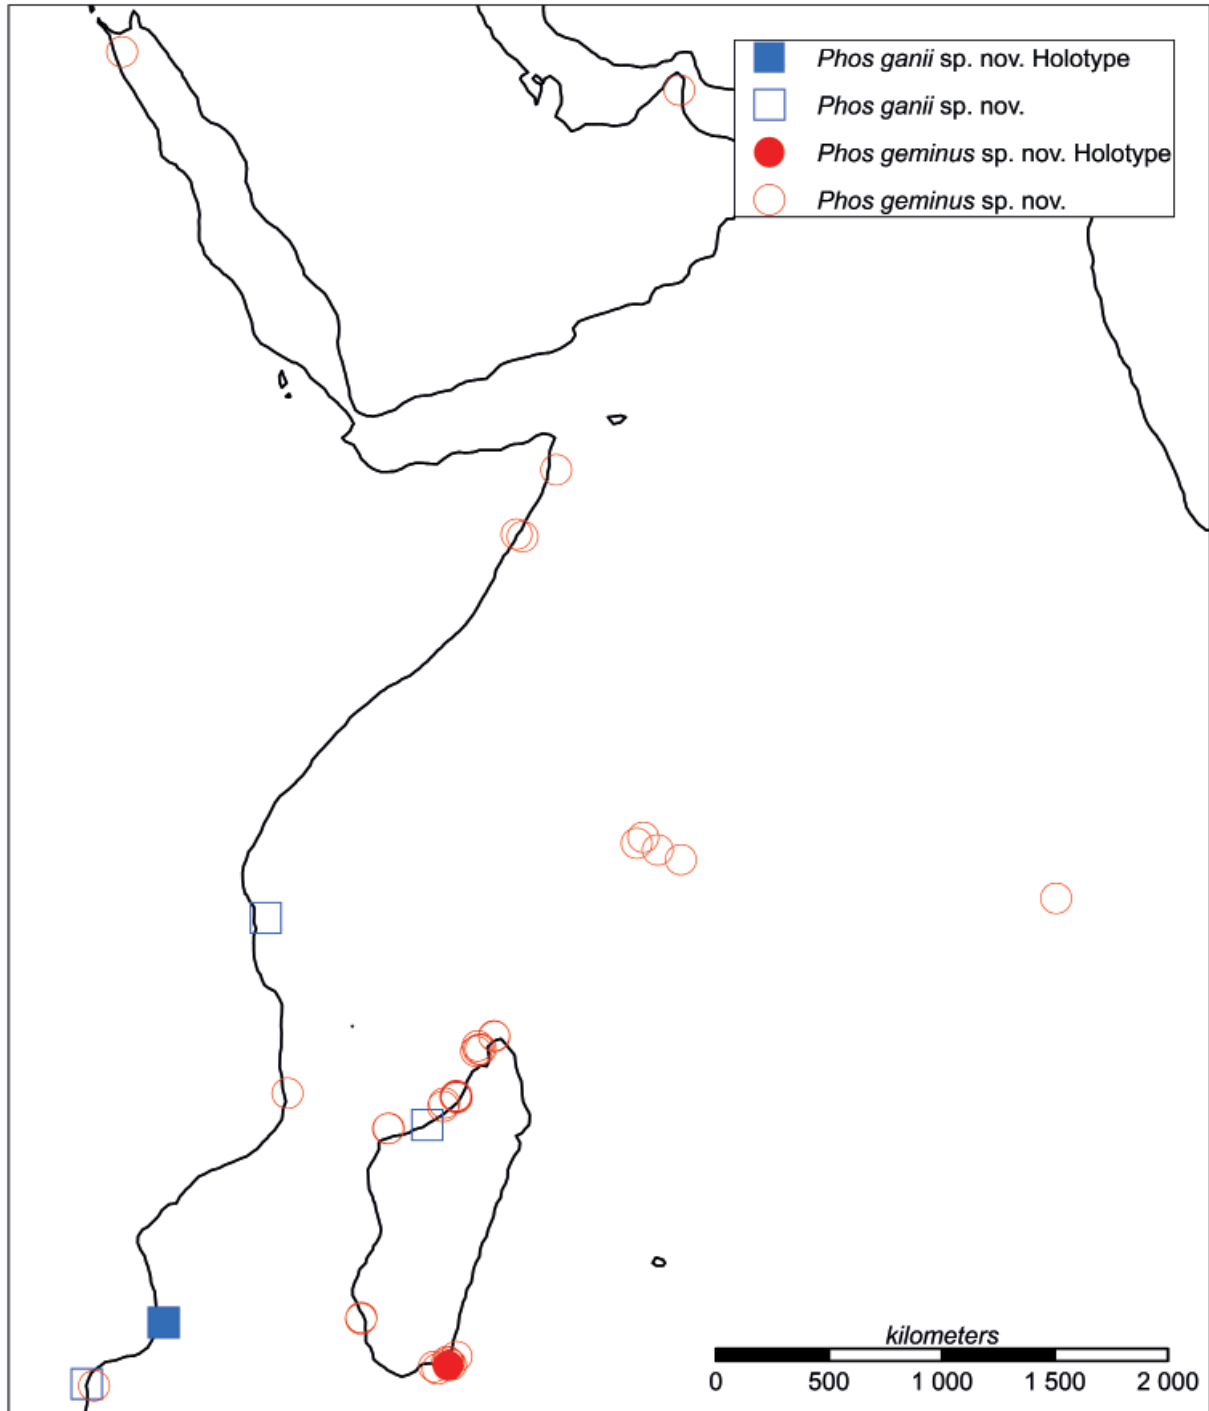 Phos ganii sp. nov. Holotype
Phos ganii sp. nov.
Phos geminus sp. nov. Holotype
Phos geminus sp. nov.
kilometers
0 500 1 000 1 500 2 000